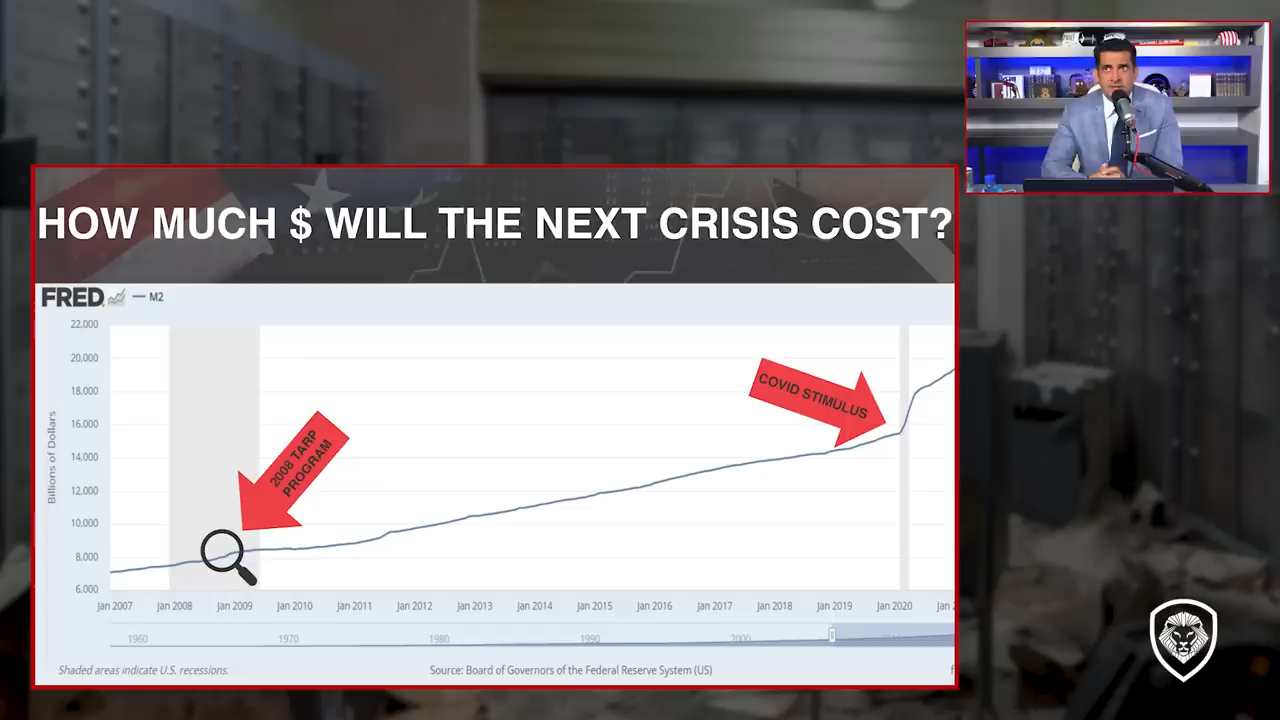 HOW MUCH $ WILL THE NEXT CRISIS COST?
FRED
M2
22,000
20,000
18,000
16,000
14,000
12,000
10,000
8,000
6,000
Billions of Dollars
2008 TARP
PROGRAM
COVID STIMULUS
Jan 2007 Jan 2008 Jan 2009 Jan 2010 Jan 2011 Jan 2012 Jan 2013 Jan 2014 Jan 2015 Jan 2016 Jan 2017 Jan 2018 Jan 2019 Jan 2020
1960 1970 1980 1990 2000
Shaded areas indicate U.S. recessions.
Source: Board of Governors of the Federal Reserve System (US)